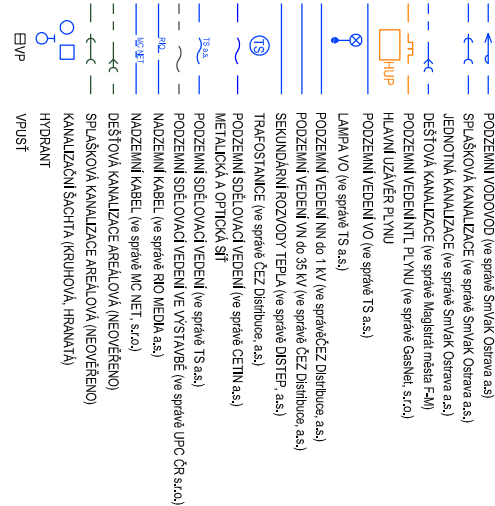 PODZEMNÍ VODOVOD (ve správě SmVaK Ostrava a.s)
SPLAŠKOVÁ KANALIZACE (ve správě SmVaK Ostrava a.s.)
JEDNOTNÁ KANALIZACE (ve správě SmVaK Ostrava a.s.)
DEŠŤOVÁ KANALIZACE (ve správě Magistrát města F-M)
PODZEMNÍ VEDENÍ NTL PLYNU (ve správě GasNet, s.r.o.)
HUP
HLAVNÍ UZÁVĚR PLYNU
PODZEMNÍ VEDENÍ VO (ve správě TS a.s.)
LAMPA VO (ve správě TS a.s.)
PODZEMNÍ VEDENÍ NN do 1 kV (ve správěČEZ Distribuce, a.s.)
PODZEMNÍ VEDENÍ VN do 35 kV (ve správě ČEZ Distribuce, a.s.)
SEKUNDÁRNÍ ROZVODY TEPLA (ve správě DISTEP, a.s.)
TS
TRAFOSTANICE (ve správě ČEZ Distribuce, a.s.)
PODZEMNÍ SDĚLOVACÍ VEDENÍ (ve správě CETIN a.s.)
METALICKÁ A OPTICKÁ SÍŤ
TS a.s.
PODZEMNÍ SDĚLOVACÍ VEDENÍ (ve správě TS a.s.)
PODZEMNÍ SDĚLOVACÍ VEDENÍ VE VÝSTAVBĚ (ve správě UPC ČR s.r.o.)
RIO
NADZEMNÍ KABEL (ve správě RIO MEDIA a.s.)
MC NET
NADZEMNÍ KABEL (ve správě MC NET, s.r.o.)
DEŠŤOVÁ KANALIZACE AREÁLOVÁ (NEOVĚŘENO)
SPLAŠKOVÁ KANALIZACE AREÁLOVÁ (NEOVĚŘENO)
KANALIZAČNÍ ŠACHTA (KRUHOVÁ, HRANATÁ)
HYDRANT
VP
VPUSŤ